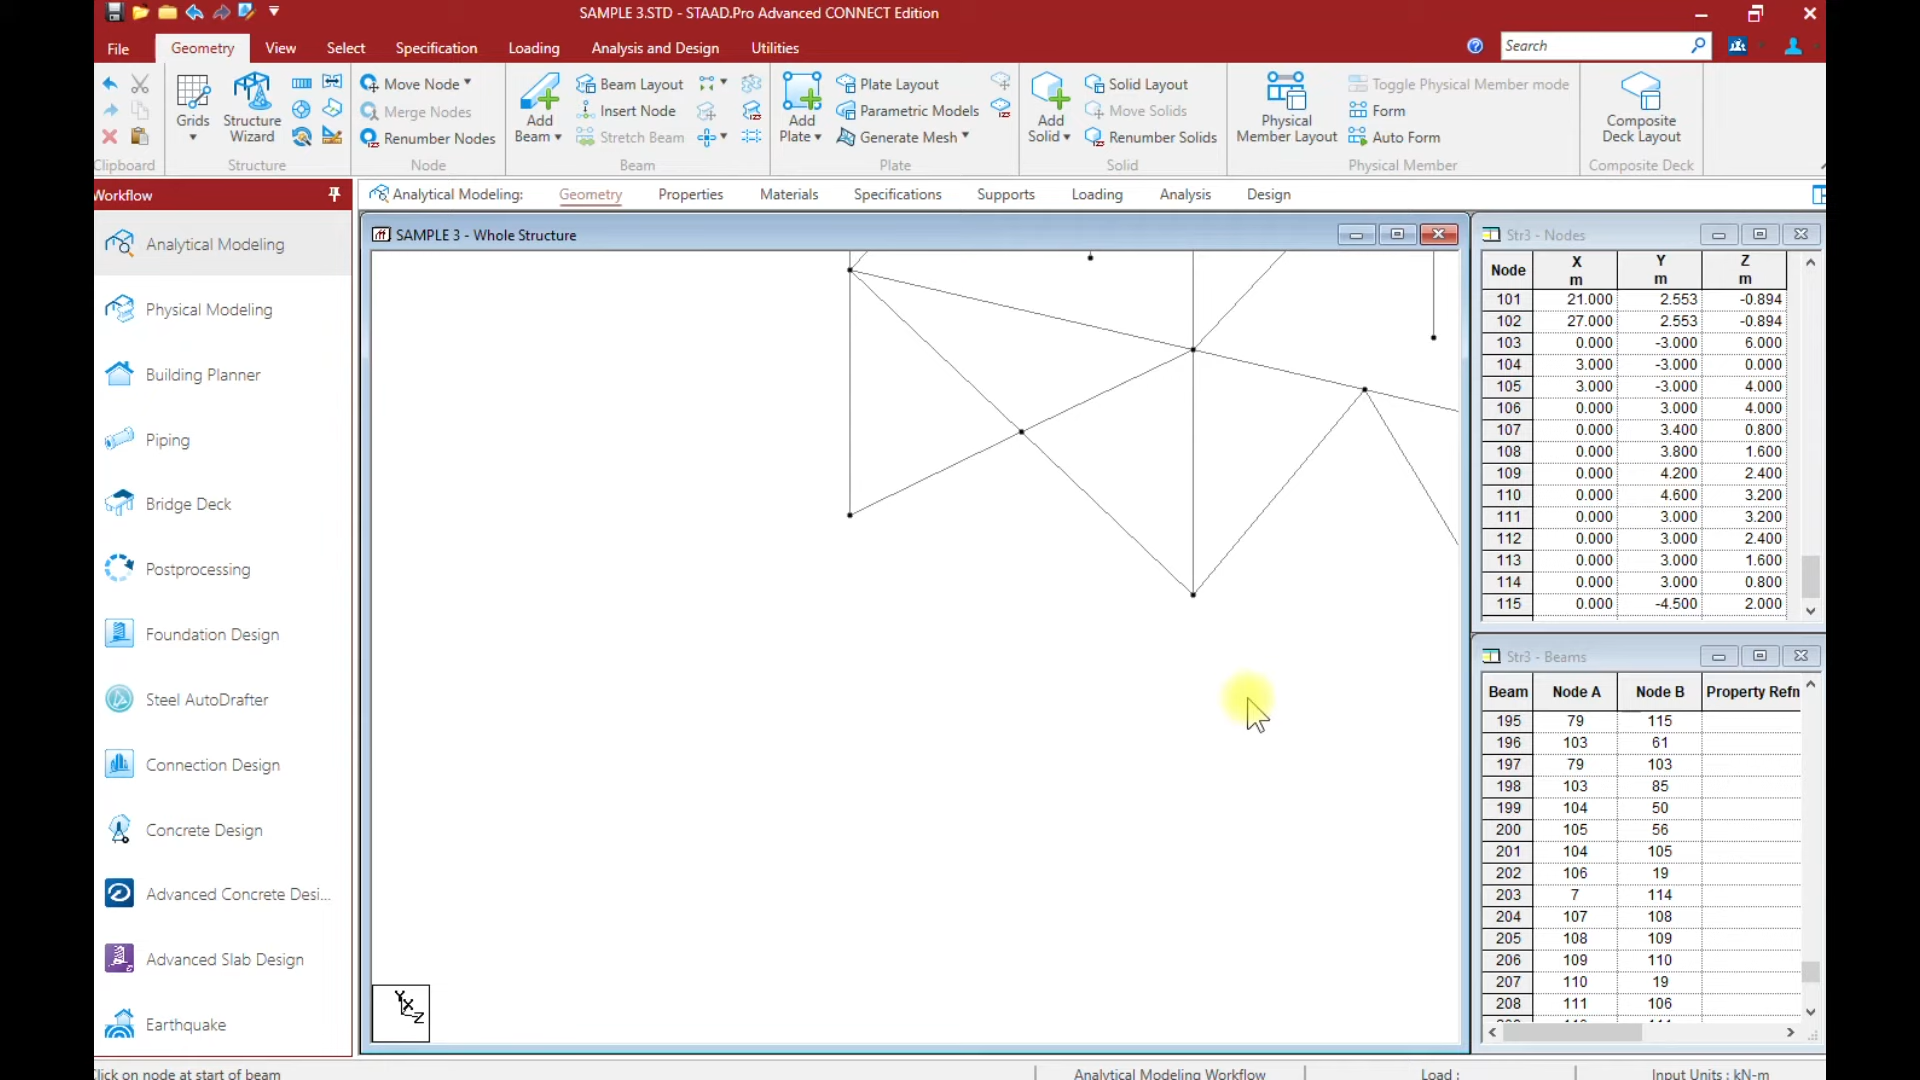 SAMPLE 3.STD - STAAD.Pro Advanced CONNECT Edition
File Geometry View Select Specification Loading Analysis and Design Utilities
Search
Move Node Beam Layout Plate Layout Solid Layout Toggle Physical Member mode
Merge Nodes Insert Node Parametric Models Move Solids Form
Renumber Nodes Stretch Beam Generate Mesh Renumber Solids Auto Form
Grids
Structure Wizard
Add Beam
Add Plate
Add Solid
Physical Member Layout
Composite Deck Layout
Clipboard Structure Node Beam Plate Solid Physical Member Composite Deck
Workflow
Analytical Modeling: Geometry Properties Materials Specifications Supports Loading Analysis Design
Analytical Modeling
Physical Modeling
Building Planner
Piping
Bridge Deck
Postprocessing
Foundation Design
Steel AutoDrafter
Connection Design
Concrete Design
Advanced Concrete Desi...
Advanced Slab Design
Earthquake
SAMPLE 3 - Whole Structure
Y
X
Z
Str3 - Nodes
Node X m Y m Z m
101 21.000 2.553 -0.894
102 27.000 2.553 -0.894
103 0.000 -3.000 6.000
104 3.000 -3.000 0.000
105 3.000 -3.000 4.000
106 0.000 3.000 4.000
107 0.000 3.400 0.800
108 0.000 3.800 1.600
109 0.000 4.200 2.400
110 0.000 4.600 3.200
111 0.000 3.000 3.200
112 0.000 3.000 2.400
113 0.000 3.000 1.600
114 0.000 3.000 0.800
115 0.000 -4.500 2.000
Str3 - Beams
Beam Node A Node B Property Refn
195 79 115
196 103 61
197 79 103
198 103 85
199 104 50
200 105 56
201 104 105
202 106 19
203 7 114
204 107 108
205 108 109
206 109 110
207 110 19
208 111 106
Click on node at start of beam Analytical Modeling Workflow Load : Input Units : kN-m